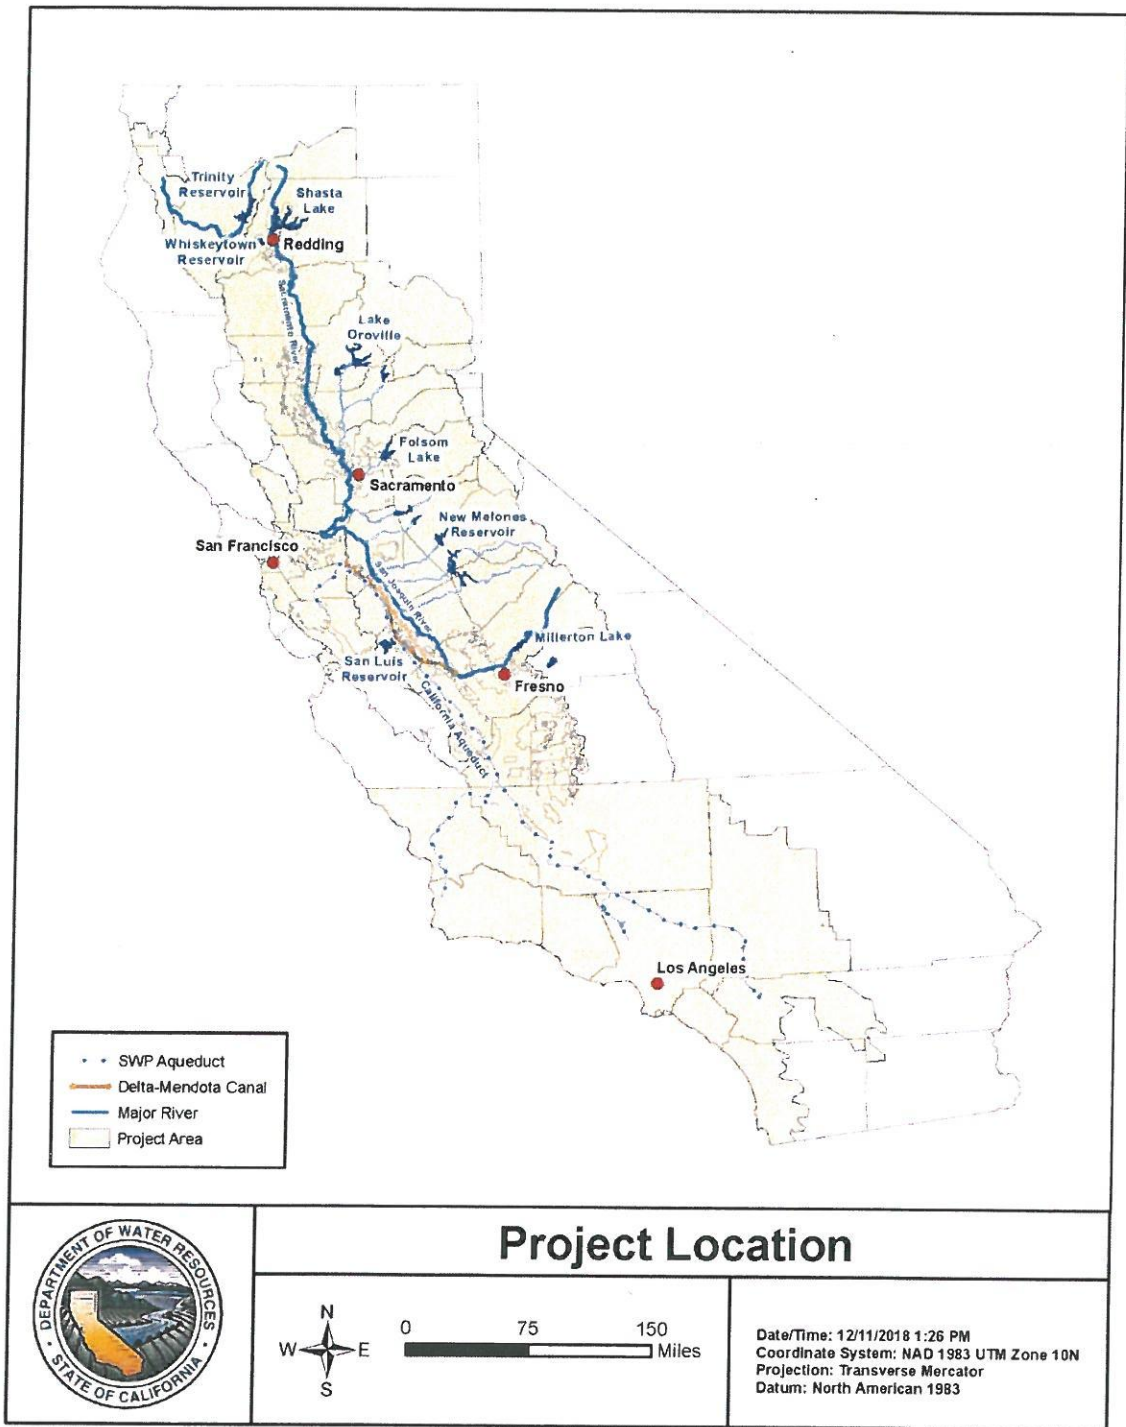 Trinity
Reservoir
Shasta
Lake
Whiskeytown
Reservoir
Redding
Sacramento River
Lake
Oroville
Folsom
Lake
Sacramento
New Melones
Reservoir
San Francisco
San Joaquin River
Millerton Lake
San Luis
Reservoir
Fresno
California Aqueduct
Los Angeles
SWP Aqueduct
Delta-Mendota Canal
Major River
Project Area
DEPARTMENT OF WATER RESOURCES
STATE OF CALIFORNIA
Project Location
N
W E
S
0 75 150
Miles
Date/Time: 12/11/2018 1:26 PM
Coordinate System: NAD 1983 UTM Zone 10N
Projection: Transverse Mercator
Datum: North American 1983